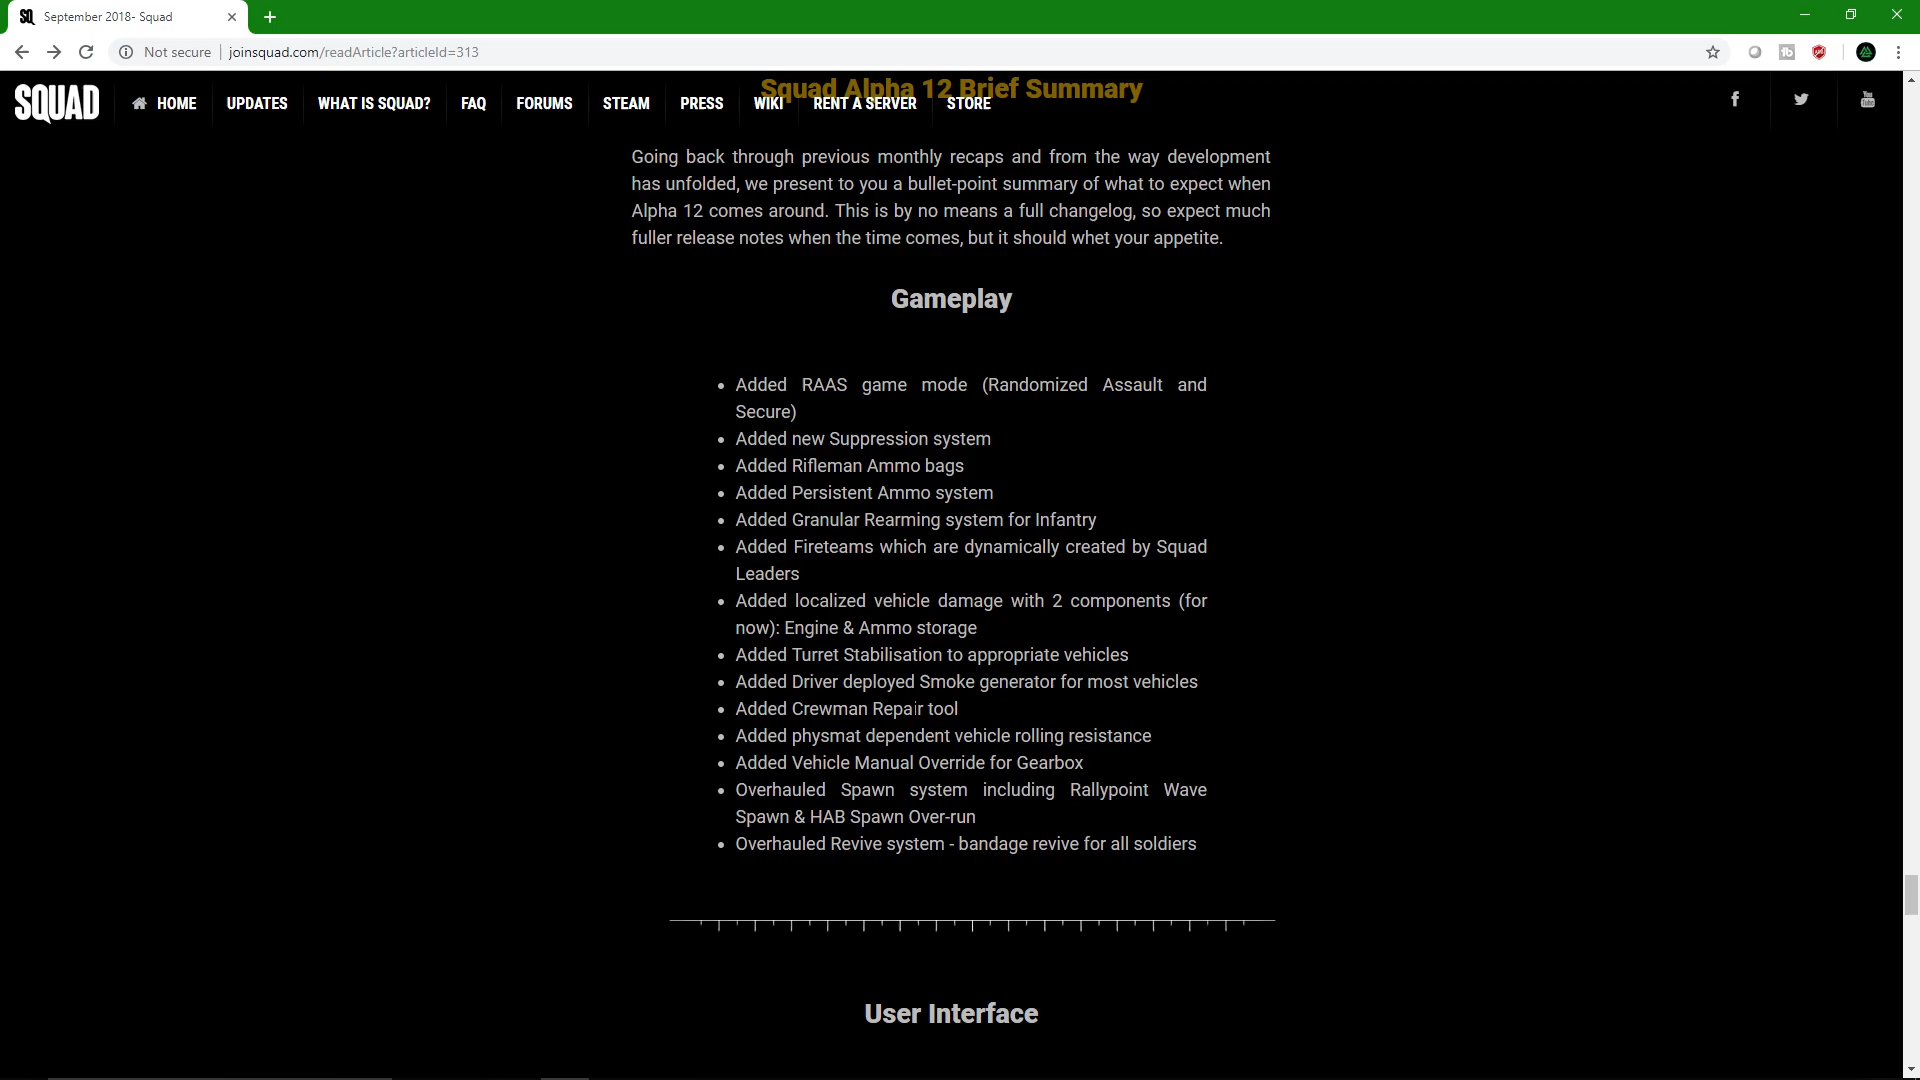 September 2018- Squad
Not secure | joinsquad.com/readArticle?articleId=313
SQUAD HOME UPDATES WHAT IS SQUAD? FAQ FORUMS STEAM PRESS WIKI RENT A SERVER STORE
Squad Alpha 12 Brief Summary
Going back through previous monthly recaps and from the way development
has unfolded, we present to you a bullet-point summary of what to expect when
Alpha 12 comes around. This is by no means a full changelog, so expect much
fuller release notes when the time comes, but it should whet your appetite.
Gameplay
• Added RAAS game mode (Randomized Assault and
Secure)
• Added new Suppression system
• Added Rifleman Ammo bags
• Added Persistent Ammo system
• Added Granular Rearming system for Infantry
• Added Fireteams which are dynamically created by Squad
Leaders
• Added localized vehicle damage with 2 components (for
now): Engine & Ammo storage
• Added Turret Stabilisation to appropriate vehicles
• Added Driver deployed Smoke generator for most vehicles
• Added Crewman Repair tool
• Added physmat dependent vehicle rolling resistance
• Added Vehicle Manual Override for Gearbox
• Overhauled Spawn system including Rallypoint Wave
Spawn & HAB Spawn Over-run
• Overhauled Revive system - bandage revive for all soldiers
User Interface